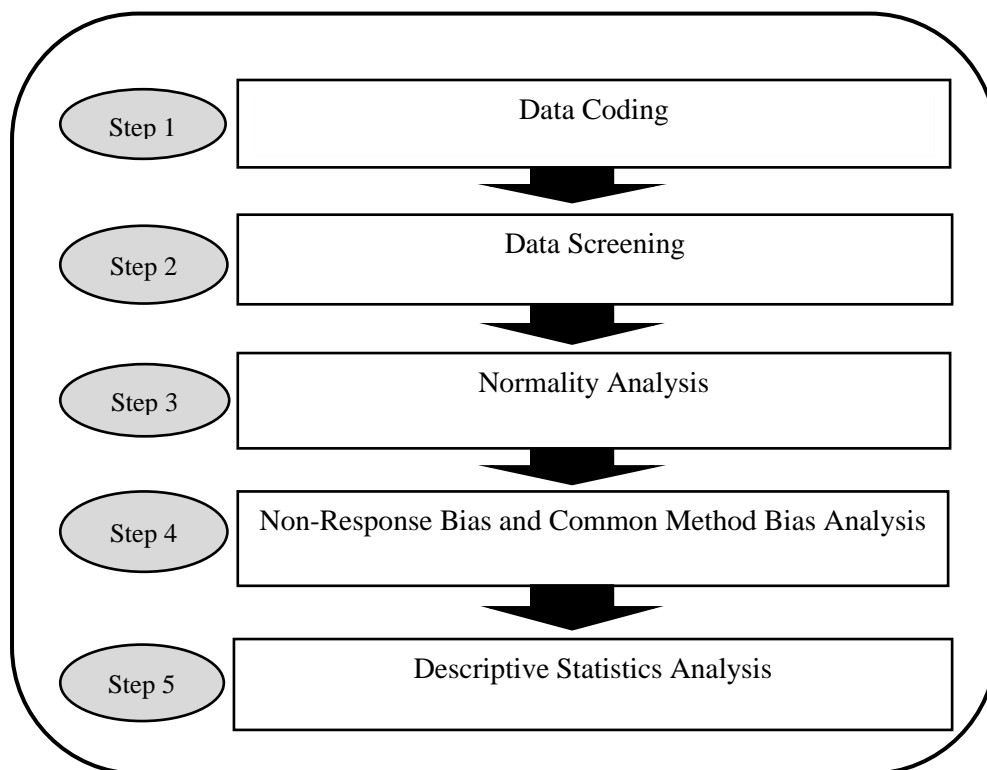 Step 1
Data Coding
Step 2
Data Screening
Step 3
Normality Analysis
Step 4
Non-Response Bias and Common Method Bias Analysis
Step 5
Descriptive Statistics Analysis